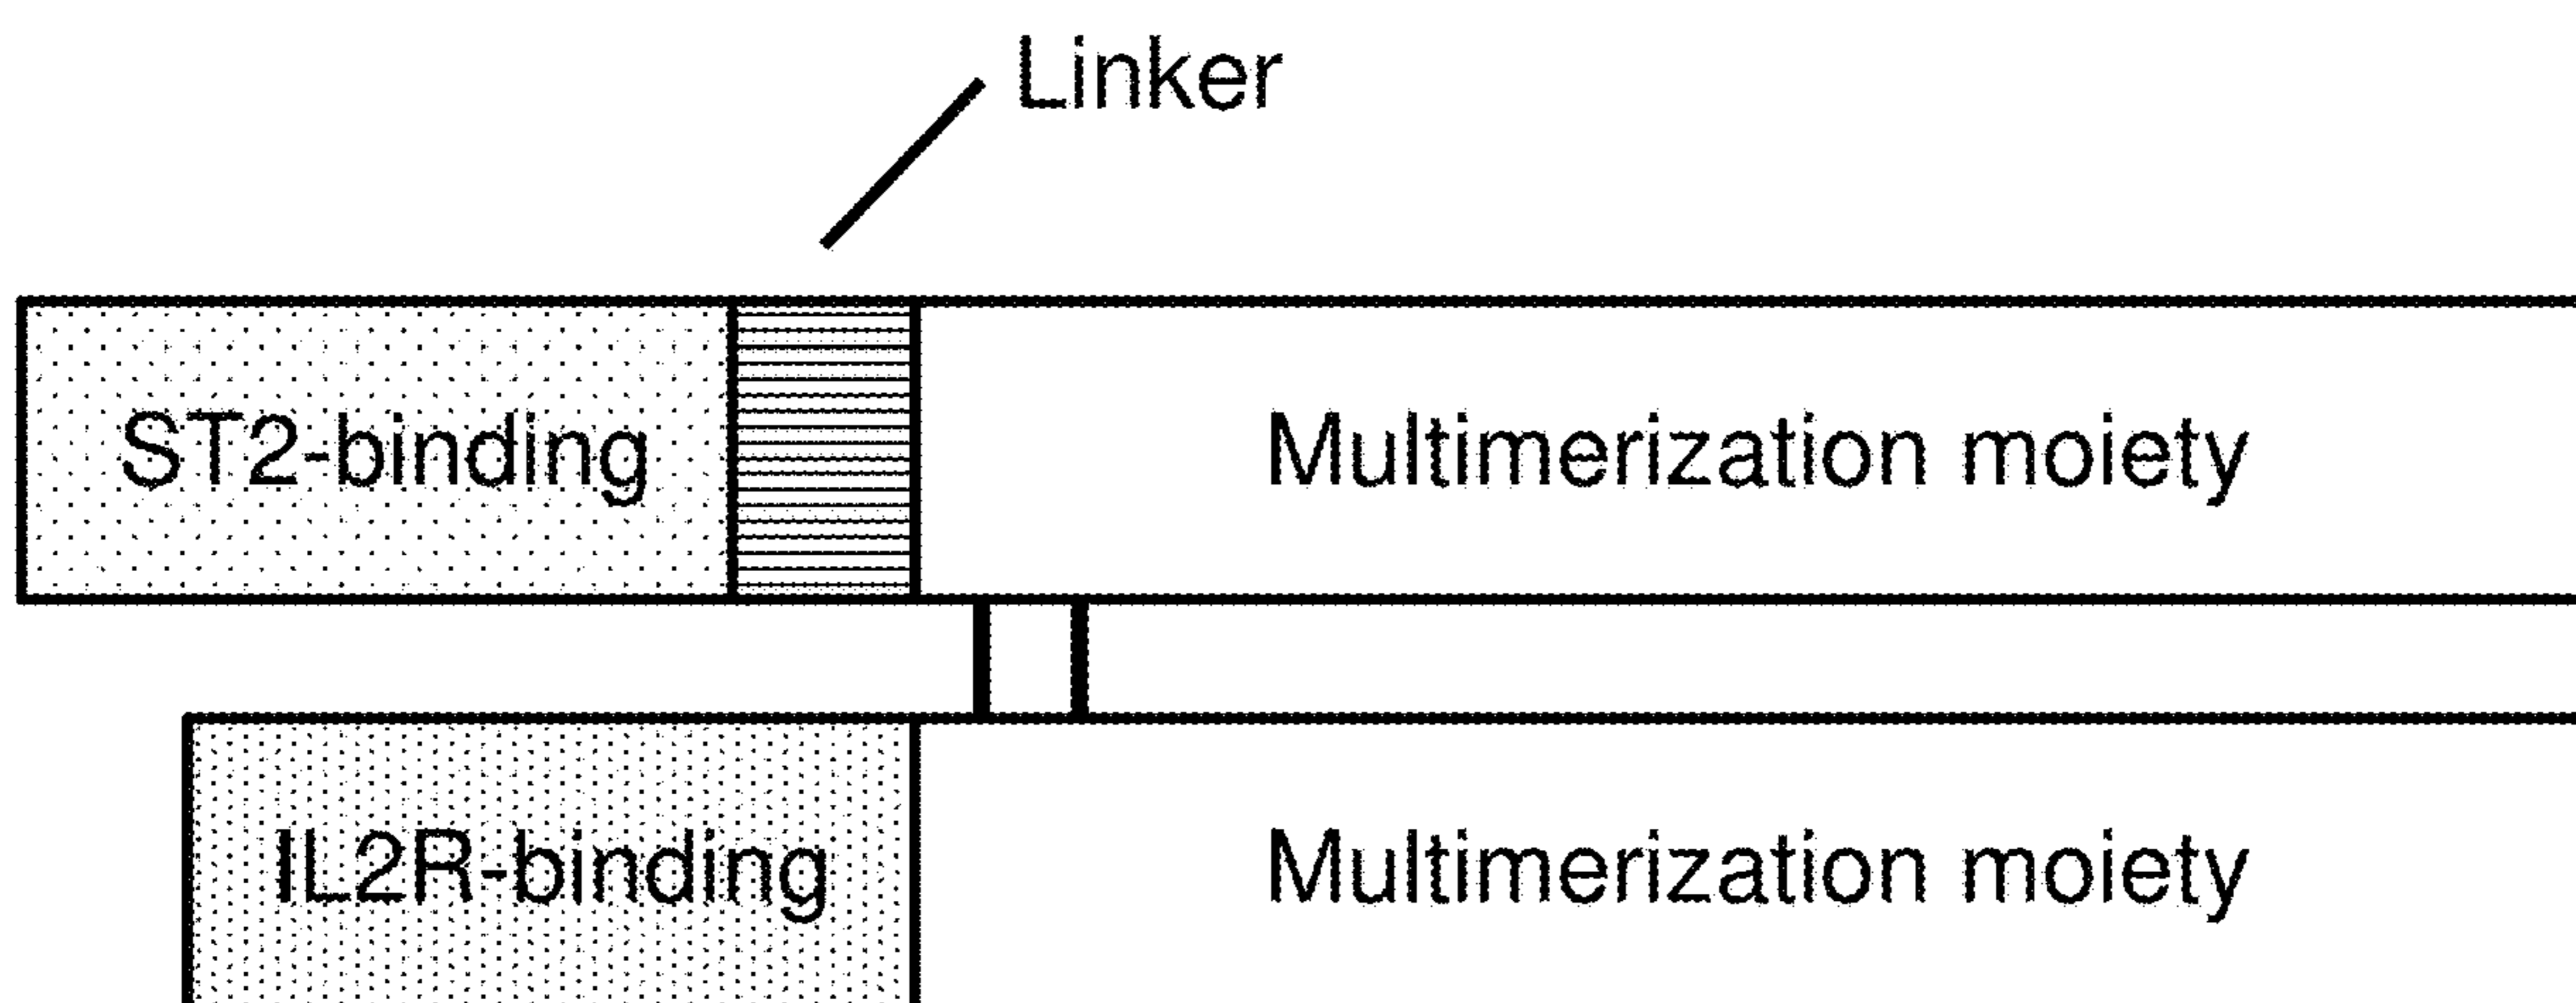 Linker
ST2-binding
Multimerization moiety
IL2R-binding
Multimerization moiety